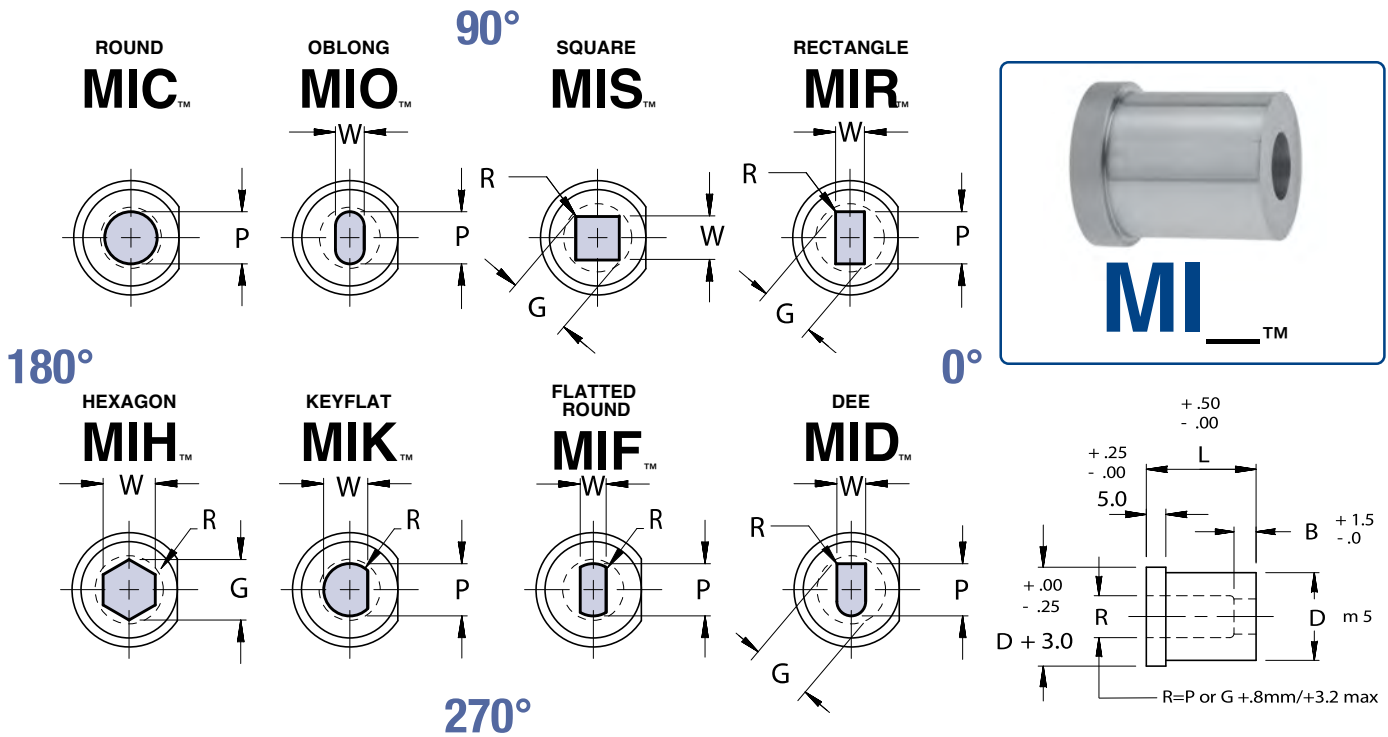 90°
ROUND
MIC™
P
OBLONG
MIO™
W
P
SQUARE
MIS™
R
W
G
RECTANGLE
MIR™
W
R
P
G
MI___™
180°
0°
HEXAGON
MIH™
W
R
G
KEYFLAT
MIK™
W
R
P
FLATTED
ROUND
MIF™
W
R
P
DEE
MID™
W
R
P
G
+ .50
- .00
L
+ .25
- .00
5.0
B + 1.5
- .0
+ .00
- .25
D + 3.0
R
D m 5
R=P or G +.8mm/+3.2 max
270°